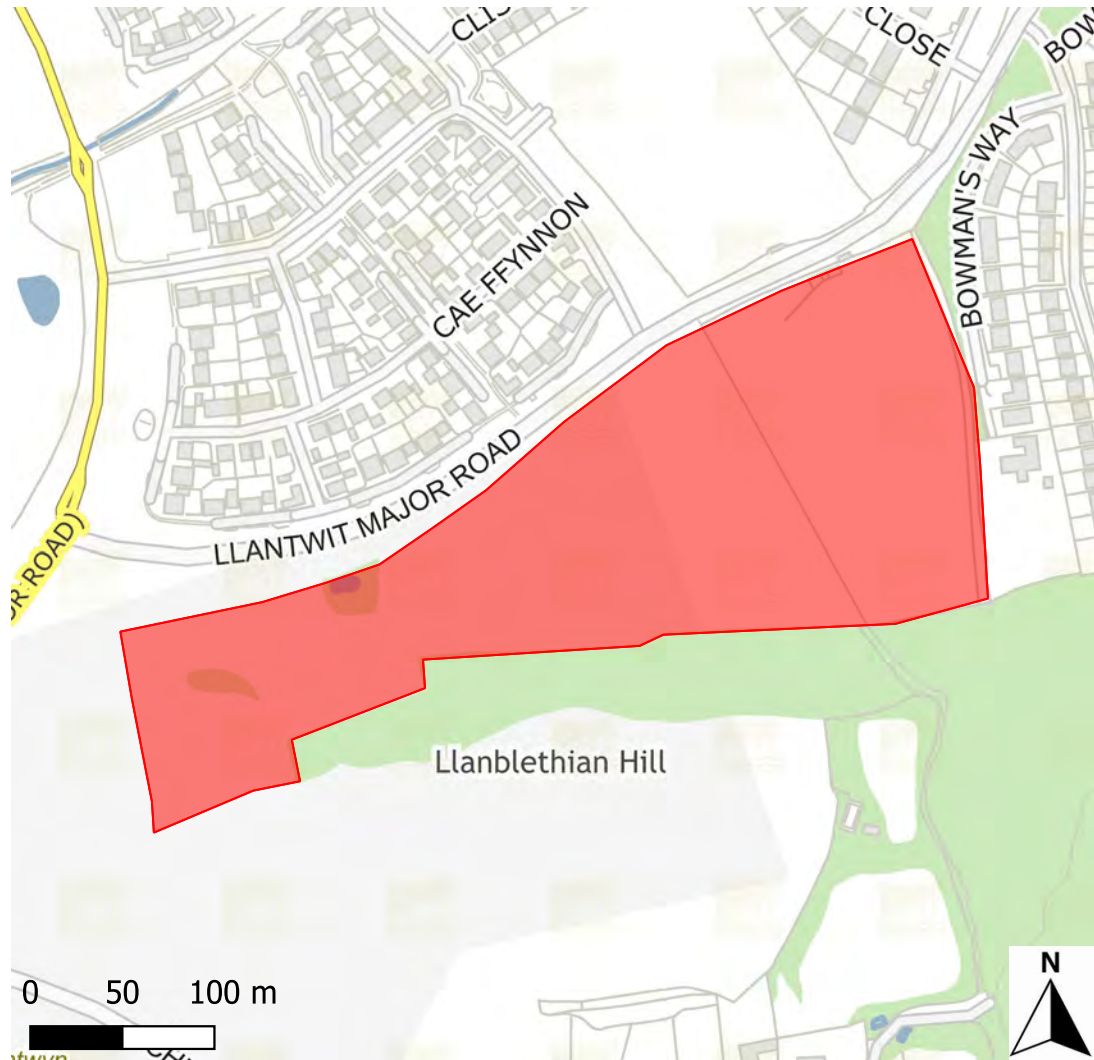 CLOSE
BOWMAN'S WAY
CAE FFYNNON
LLANTWIT MAJOR ROAD
ROAD)
Llanblethian Hill
0 50 100 m
N